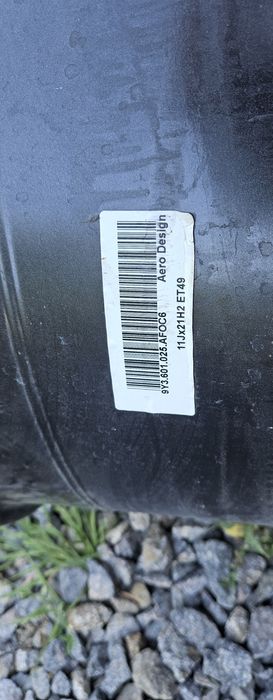 9Y3.601.025.AFOC6
Aero Design
11Jx21H2 ET49